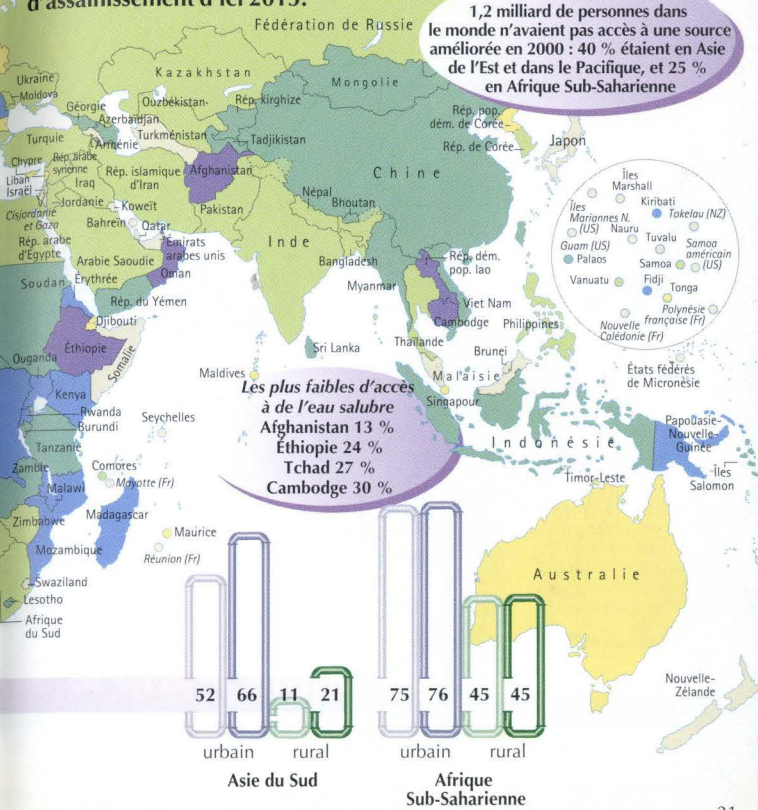 d'assainissement d'ici 2015.
1,2 milliard de personnes dans
le monde n'avaient pas accès à une source
améliorée en 2000 : 40 % étaient en Asie
de l'Est et dans le Pacifique, et 25 %
en Afrique Sub-Saharienne
Fédération de Russie
Ukraine
Moldova
Kazakhstan
Mongolie
Géorgie
Ouzbékistan
Rép. kirghize
Azerbaïdjan
Turquie
Arménie
Turkménistan
Tadjikistan
Rép. pop.
dém. de Corée
Rép. de Corée
Japon
Chypre
Rép. arabe
syrienne
Liban
Israël
Iraq
Rép. islamique
d'Iran
Afghanistan
Chine
Jordanie
Koweït
Cisjordanie
et Gaza
Bahreïn
Qatar
Pakistan
Népal
Bhoutan
Rép. arabe
d'Égypte
Émirats
arabes unis
Arabie Saoudie
Oman
Inde
Bangladesh
Rép. dém.
pop. lao
Soudan
Érythrée
Rép. du Yémen
Myanmar
Viet Nam
Djibouti
Cambodge
Philippines
Éthiopie
Somalie
Thaïlande
Ouganda
Sri Lanka
Brunei
Maldives
Malaisie
Kenya
Singapour
Rwanda
Burundi
Seychelles
Indonésie
Papouasie-
Nouvelle-
Guinée
Tanzanie
Timor-Leste
Îles
Salomon
Zambie
Comores
Mayotte (Fr)
Malawi
Zimbabwe
Madagascar
Maurice
Mozambique
Réunion (Fr)
Swaziland
Lesotho
Afrique
du Sud
Australie
Nouvelle-
Zélande
Îles
Marshall
Îles
Mariannes N.
(US)
Kiribati
Tokelau (NZ)
Nauru
Guam (US)
Tuvalu
Samoa
américain
(US)
Palaos
Samoa
Vanuatu
Fidji
Tonga
Polynésie
française (Fr)
Nouvelle
Calédonie (Fr)
États fédérés
de Micronésie
Les plus faibles d'accès
à de l'eau salubre
Afghanistan 13 %
Éthiopie 24 %
Tchad 27 %
Cambodge 30 %
52 66 11 21
urbain rural
Asie du Sud
75 76 45 45
urbain rural
Afrique
Sub-Saharienne